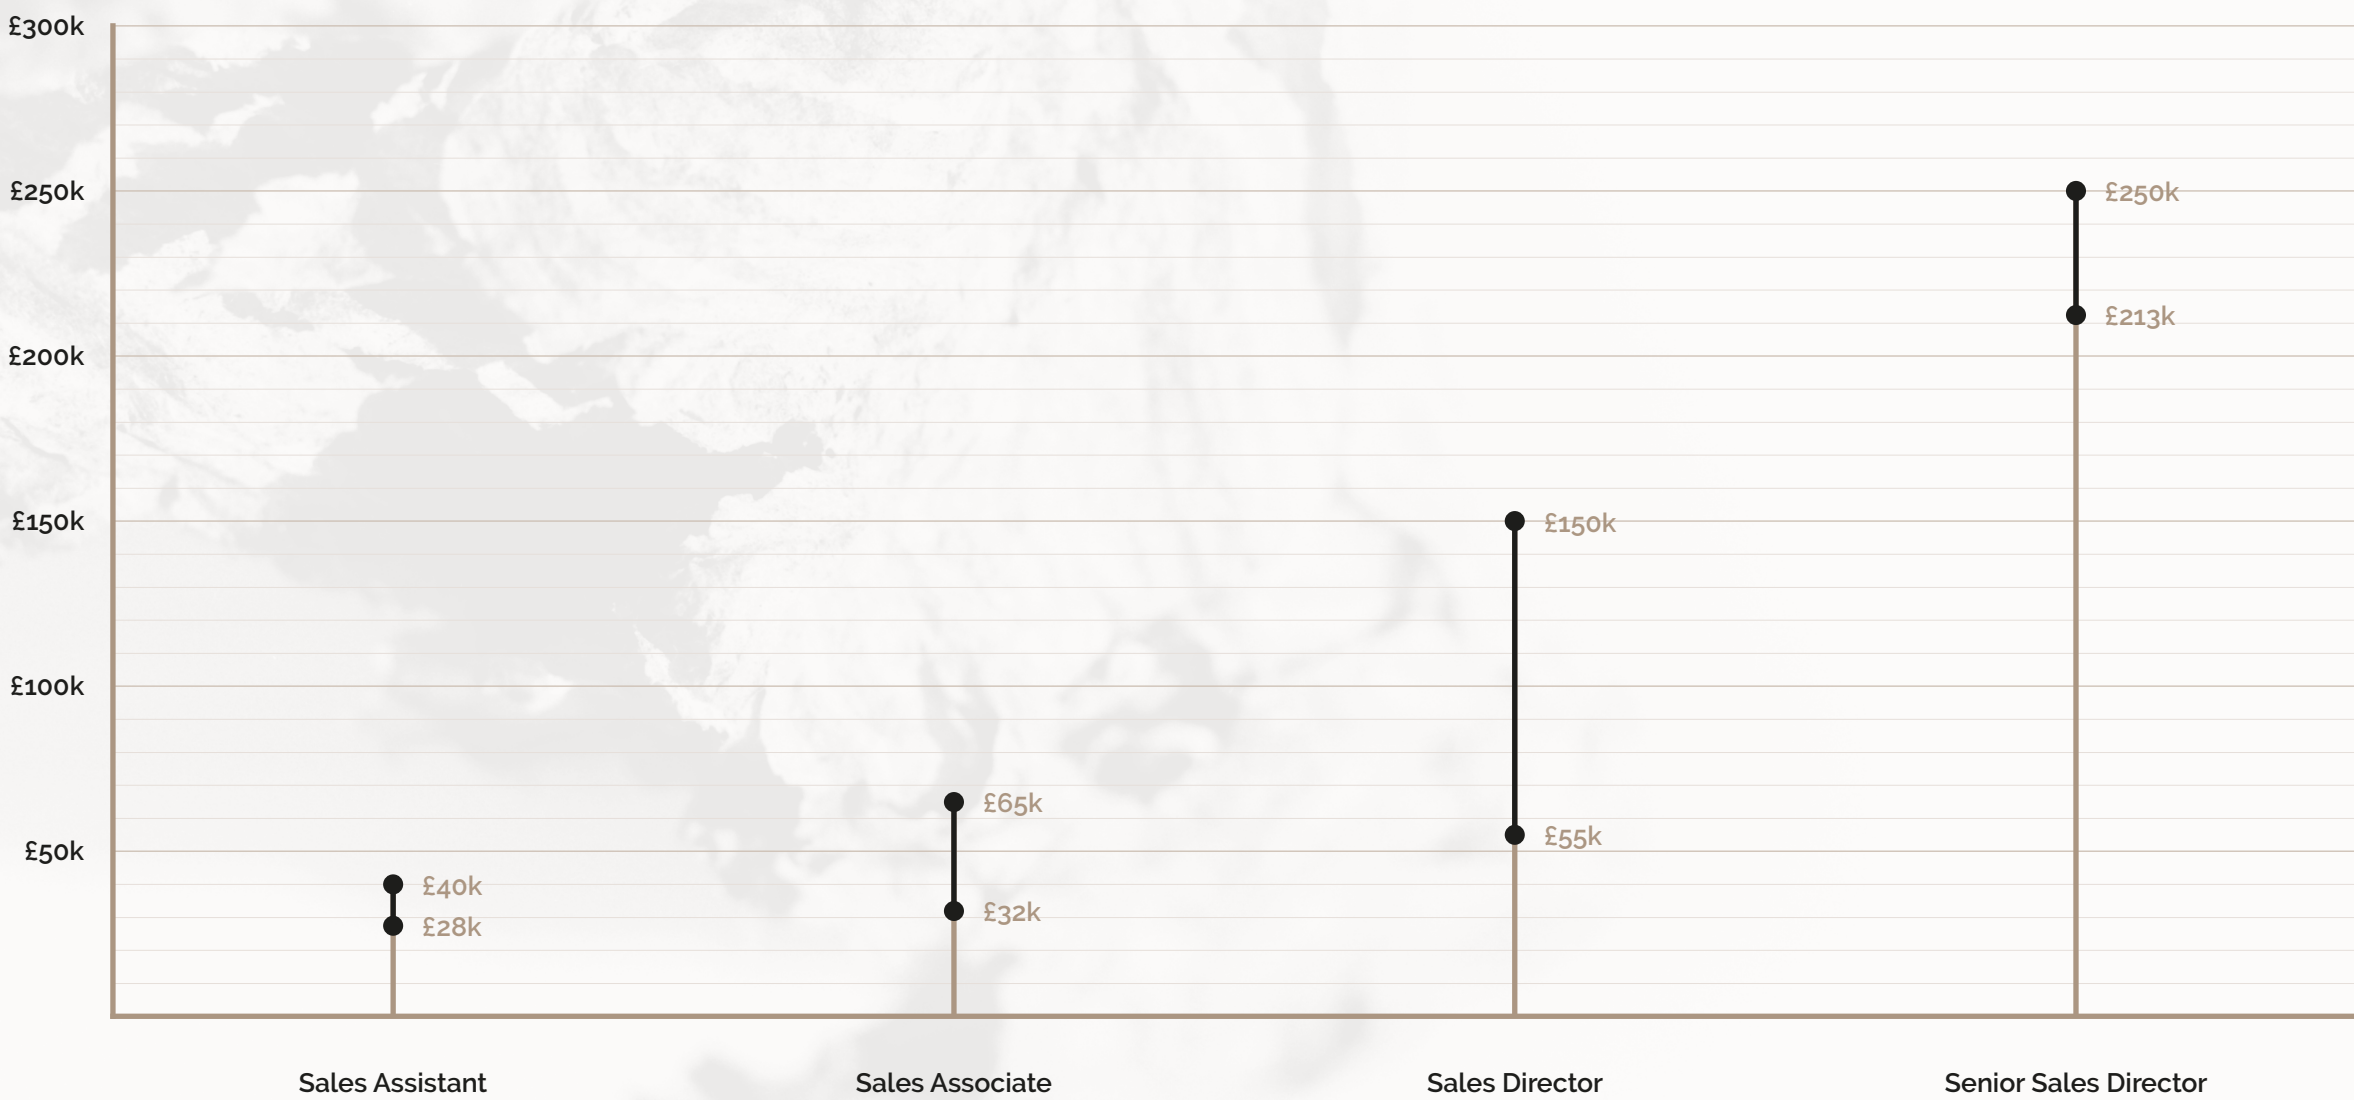 £300k
£250k
£250k
£213k
£200k
£150k
£150k
£100k
£65k
£55k
£50k
£40k
£32k
£28k
Sales Assistant
Sales Associate
Sales Director
Senior Sales Director